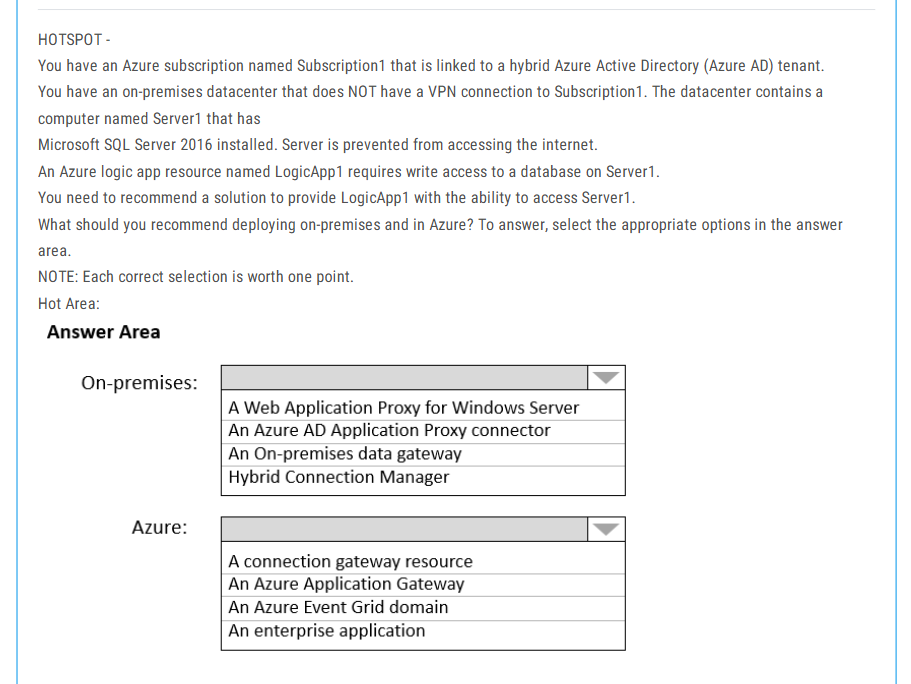 HOTSPOT -
You have an Azure subscription named Subscription1 that is linked to a hybrid Azure Active Directory (Azure AD) tenant.
You have an on-premises datacenter that does NOT have a VPN connection to Subscription1. The datacenter contains a
computer named Server1 that has
Microsoft SQL Server 2016 installed. Server is prevented from accessing the internet.
An Azure logic app resource named LogicApp1 requires write access to a database on Server1.
You need to recommend a solution to provide LogicApp1 with the ability to access Server1.
What should you recommend deploying on-premises and in Azure? To answer, select the appropriate options in the answer
area.
NOTE: Each correct selection is worth one point.
Hot Area:
Answer Area
On-premises:
A Web Application Proxy for Windows Server
An Azure AD Application Proxy connector
An On-premises data gateway
Hybrid Connection Manager
Azure:
A connection gateway resource
An Azure Application Gateway
An Azure Event Grid domain
An enterprise application